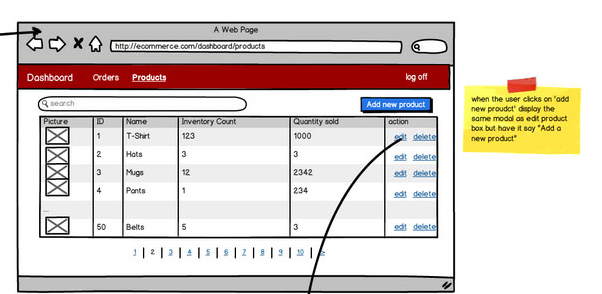 A Web Page
http://ecommerce.com/dashboard/products
Dashboard Orders Products log off
search Add new product
Picture ID Name Inventory Count Quantity sold action
1 T-Shirt 123 1000 edit delete
2 Hats 3 3 edit delete
3 Mugs 12 2342 edit delete
4 Pants 1 234 edit delete
...
50 Belts 5 3 edit delete
1 | 2 | 3 | 4 | 5 | 6 | 7 | 8 | 9 | 10 | >
when the user clicks on 'add
new proudct' display the
same modal as edit product
box but have it say "Add a
new product"